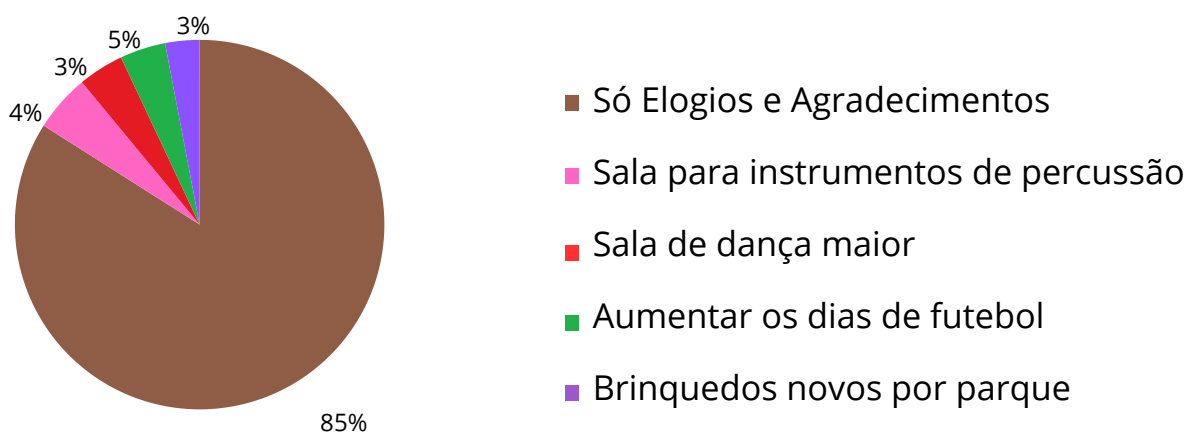 3%
5%
3%
4%
85%
Só Elogios e Agradecimentos
Sala para instrumentos de percussão
Sala de dança maior
Aumentar os dias de futebol
Brinquedos novos por parque